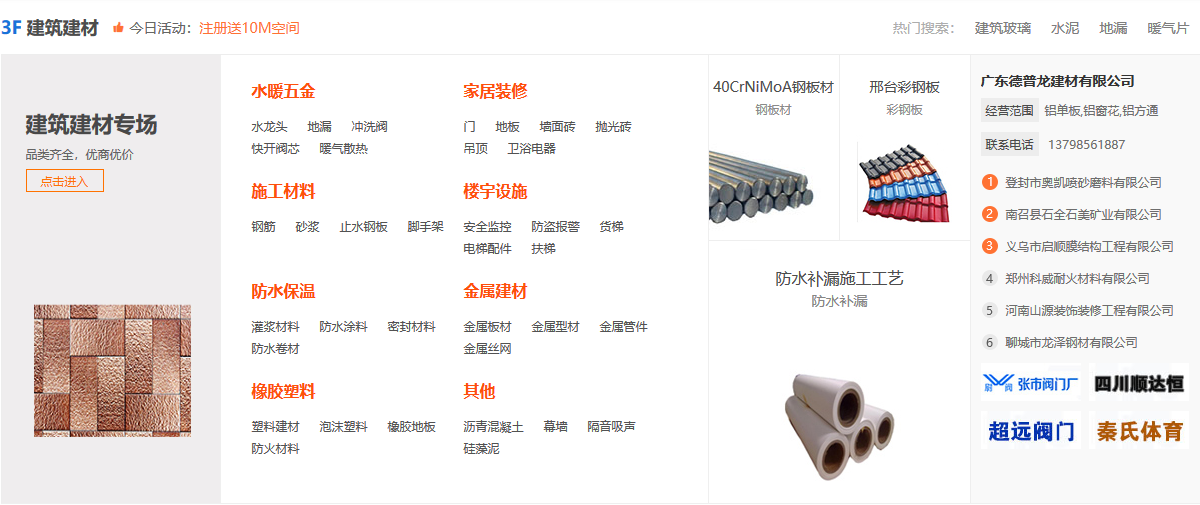 3F 建筑建材 今日活动：注册送10M空间 热门搜索： 建筑玻璃 水泥 地漏 暖气片
建筑建材专场
品类齐全，优商优价
点击进入
水暖五金
水龙头 地漏 冲洗阀
快开阀芯 暖气散热
家居装修
门 地板 墙面砖 抛光砖
吊顶 卫浴电器
施工材料
钢筋 砂浆 止水钢板 脚手架
楼宇设施
安全监控 防盗报警 货梯
电梯配件 扶梯
防水保温
灌浆材料 防水涂料 密封材料
防水卷材
金属建材
金属板材 金属型材 金属管件
金属丝网
橡胶塑料
塑料建材 泡沫塑料 橡胶地板
防火材料
其他
沥青混凝土 幕墙 隔音吸声
硅藻泥
40CrNiMoA钢板材
钢板材
邢台彩钢板
彩钢板
防水补漏施工工艺
防水补漏
广东德普龙建材有限公司
经营范围 铝单板,铝窗花,铝方通
联系电话 13798561887
1 登封市奥凯喷砂磨料有限公司
2 南召县石全石美矿业有限公司
3 义乌市启顺膜结构工程有限公司
4 郑州科威耐火材料有限公司
5 河南山源装饰装修工程有限公司
6 聊城市龙泽钢材有限公司
尉阀 张市阀门厂 四川顺达恒
超远阀门 秦氏体育